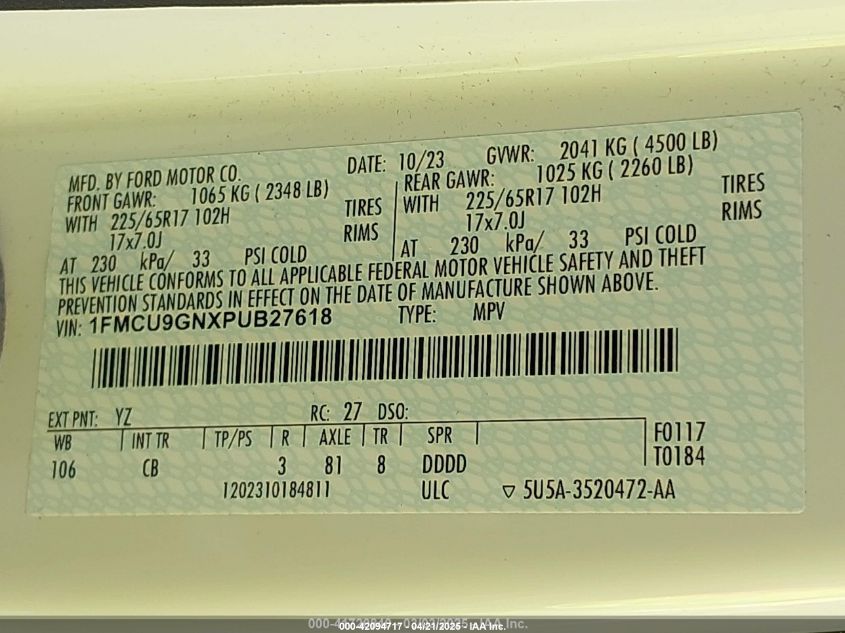 MFD. BY FORD MOTOR CO. DATE: 10/23 GVWR: 2041 KG ( 4500 LB)
FRONT GAWR: 1065 KG ( 2348 LB) REAR GAWR: 1025 KG ( 2260 LB)
WITH 225/65R17 102H TIRES WITH 225/65R17 102H TIRES
17x7.0J RIMS 17x7.0J RIMS
AT 230 kPa/ 33 PSI COLD AT 230 kPa/ 33 PSI COLD
THIS VEHICLE CONFORMS TO ALL APPLICABLE FEDERAL MOTOR VEHICLE SAFETY AND THEFT
PREVENTION STANDARDS IN EFFECT ON THE DATE OF MANUFACTURE SHOWN ABOVE.
VIN: 1FMCU9GNXPUB27618 TYPE: MPV
EXT PNT: YZ RC: 27 DSO:
WB INT TR TP/PS R AXLE TR SPR F0117
106 CB 3 81 8 DDDD T0184
1202310184811 ULC ▽ 5U5A-3520472-AA
000-42094717 - 04/21/2025 - IAA Inc.